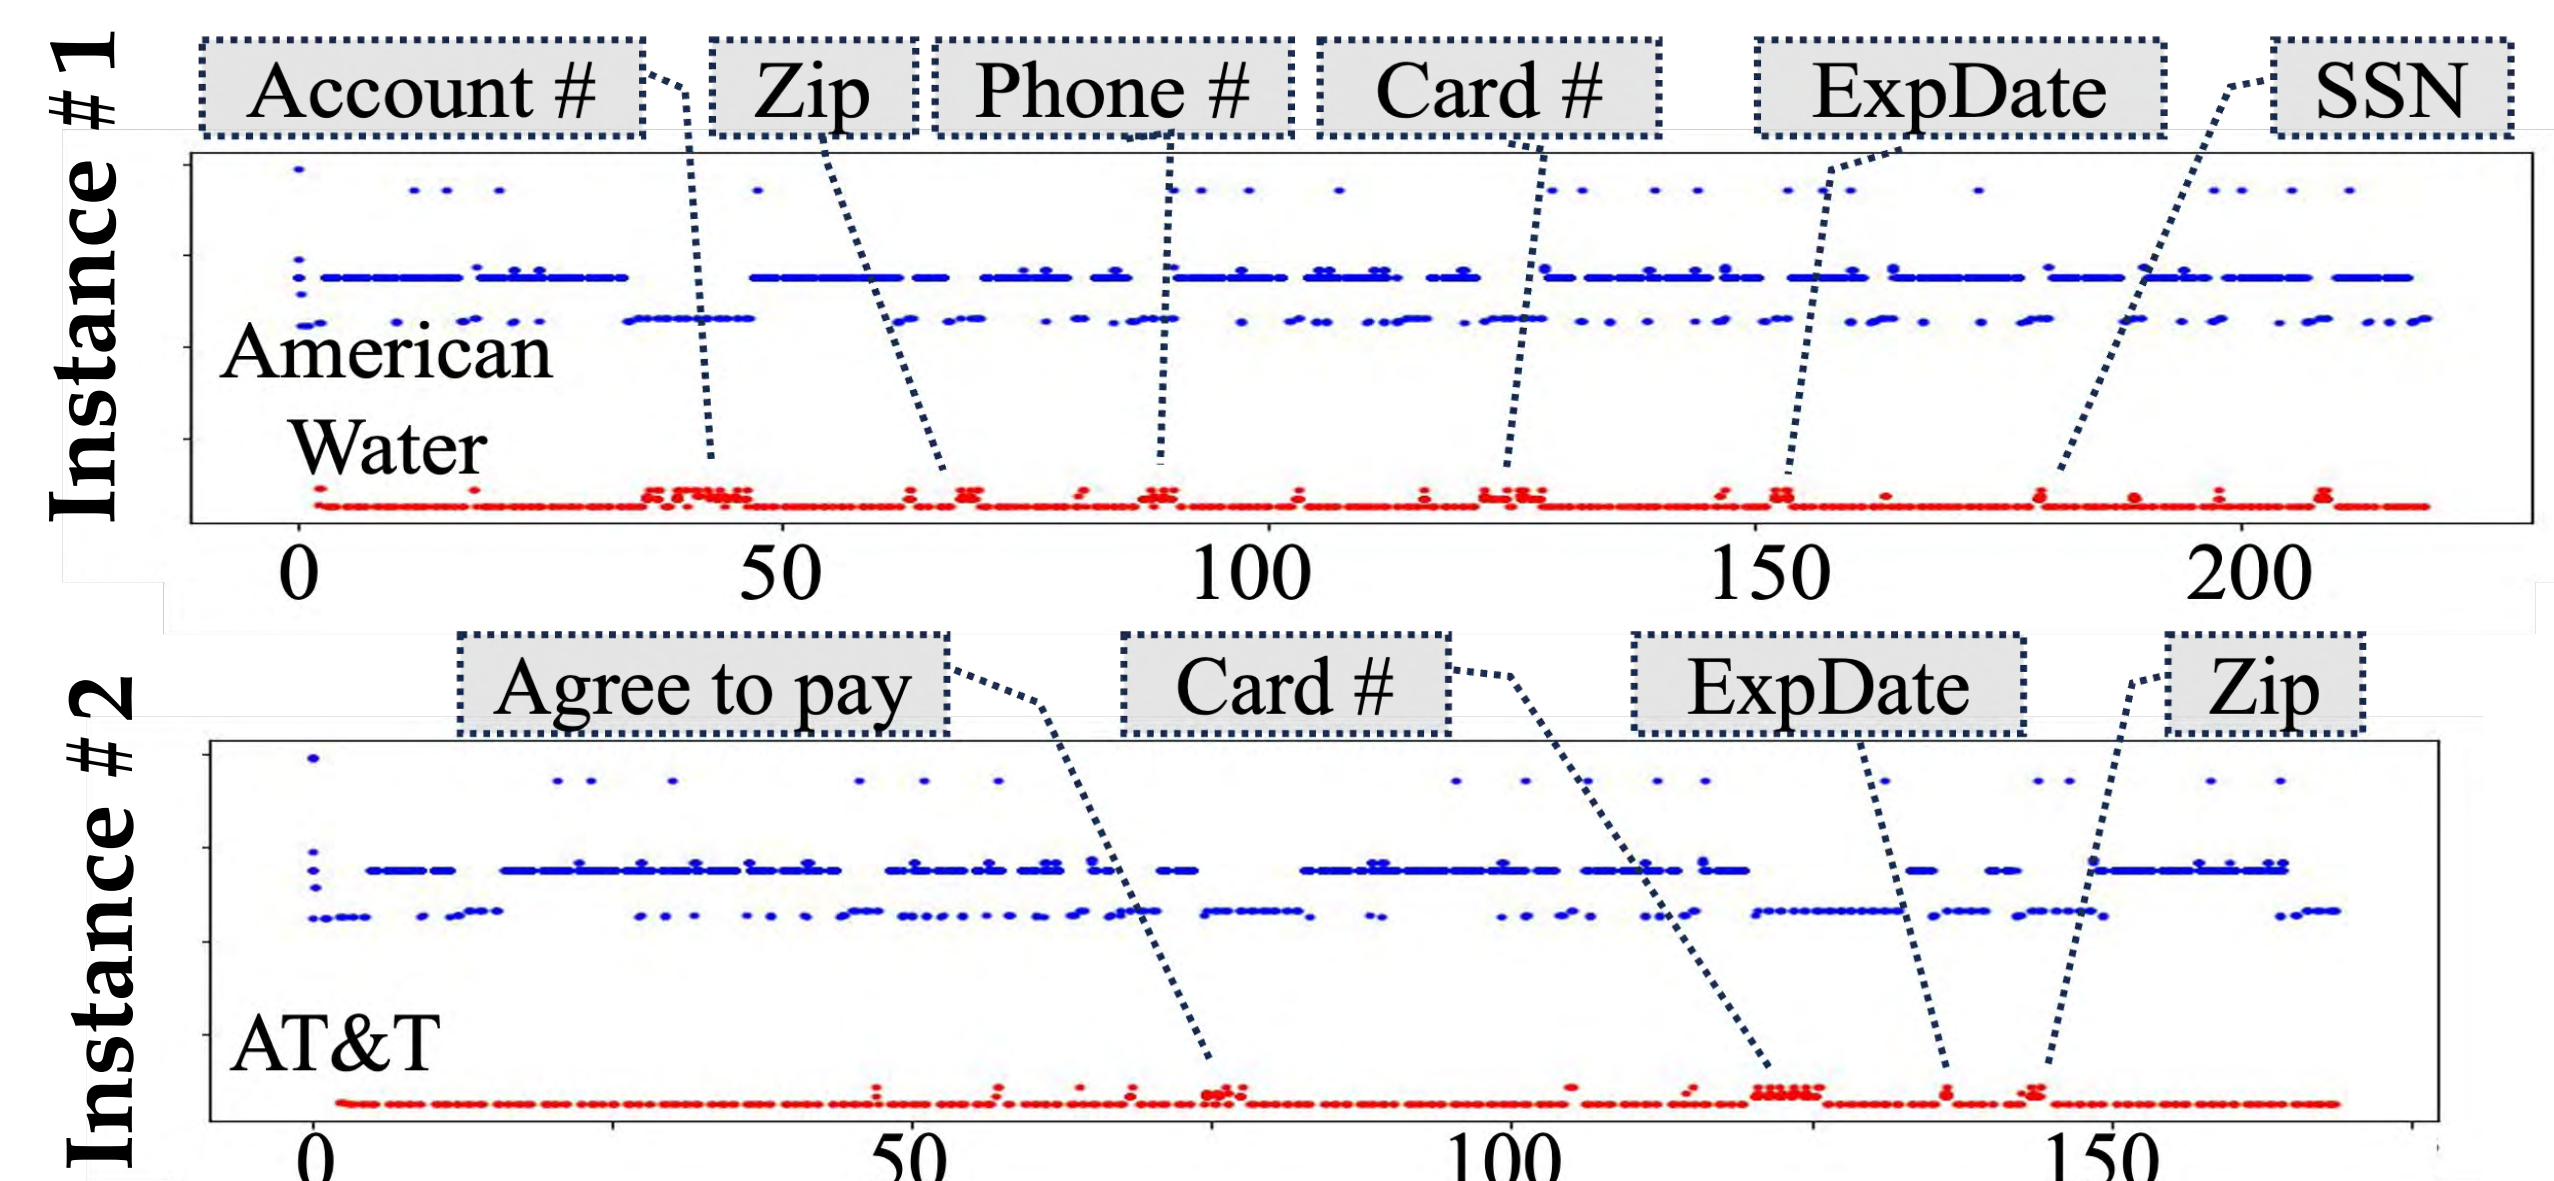 Instance #1
Account #
Zip
Phone #
Card #
ExpDate
SSN
American
Water
0 50 100 150 200
Instance #2
Agree to pay
Card #
ExpDate
Zip
AT&T
0 50 100 150